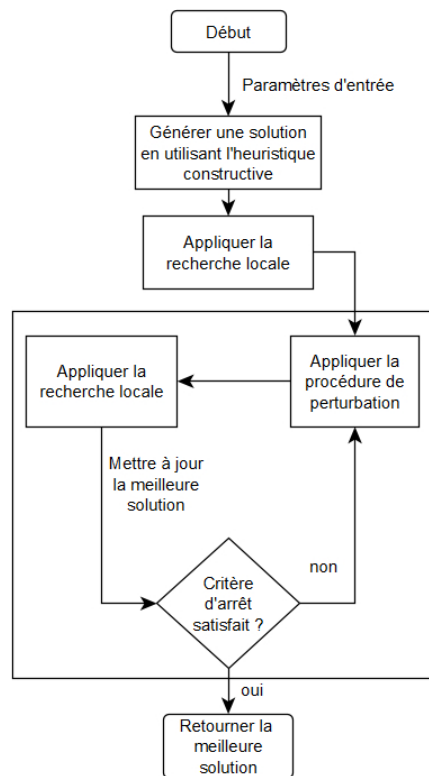 Début
Paramètres d'entrée
Générer une solution
en utilisant l'heuristique
constructive
Appliquer la
recherche locale
Appliquer la
recherche locale
Appliquer la
procédure de
perturbation
Mettre à jour
la meilleure
solution
Critère
d'arrêt
satisfait ?
non
oui
Retourner la
meilleure
solution